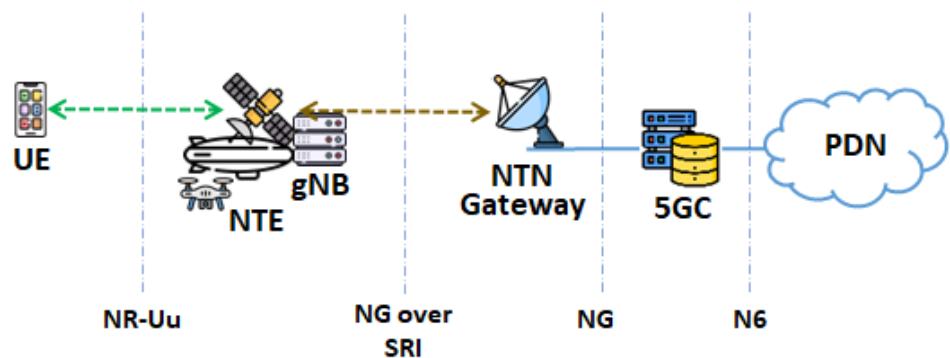 UE
NTE
gNB
NTN
Gateway
5GC
PDN
NR-Uu
NG over
SRI
NG
N6